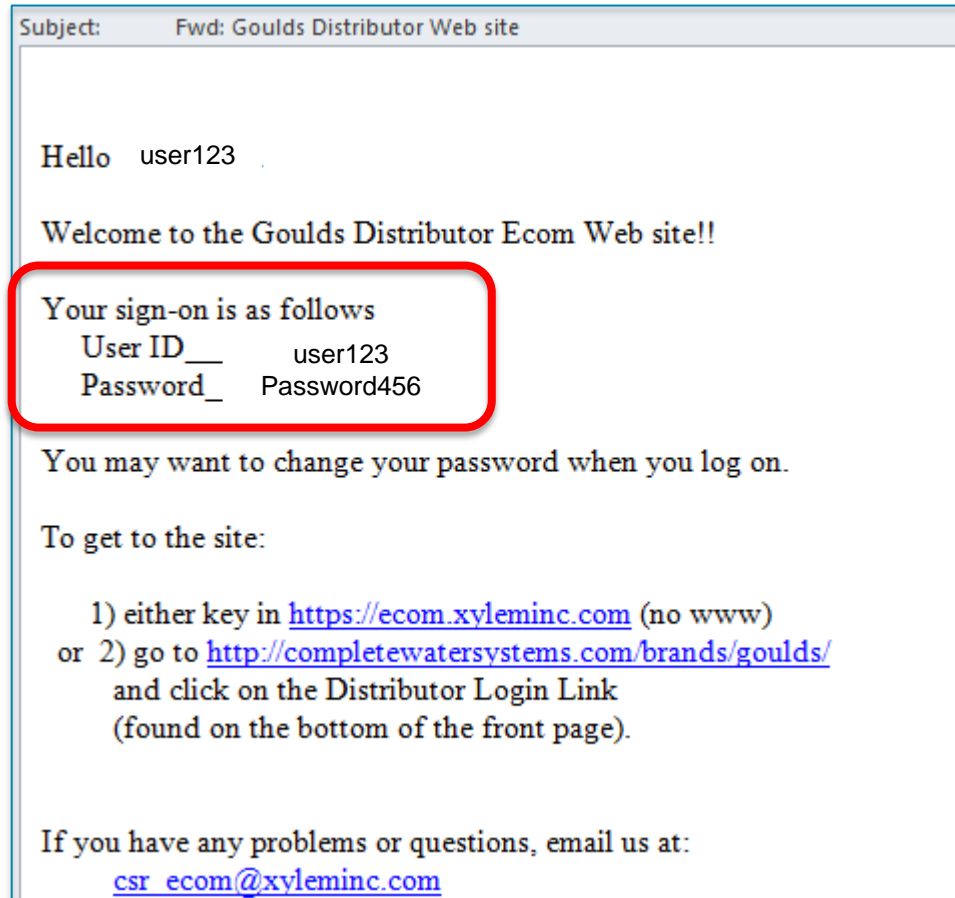 Subject: Fwd: Goulds Distributor Web site
Hello user123
Welcome to the Goulds Distributor Ecom Web site!!
Your sign-on is as follows
User ID__ user123
Password_ Password456
You may want to change your password when you log on.
To get to the site:
1) either key in https://ecom.xyleminc.com (no www)
or 2) go to http://completewatersystems.com/brands/goulds/
and click on the Distributor Login Link
(found on the bottom of the front page).
If you have any problems or questions, email us at:
csr_ecom@xyleminc.com